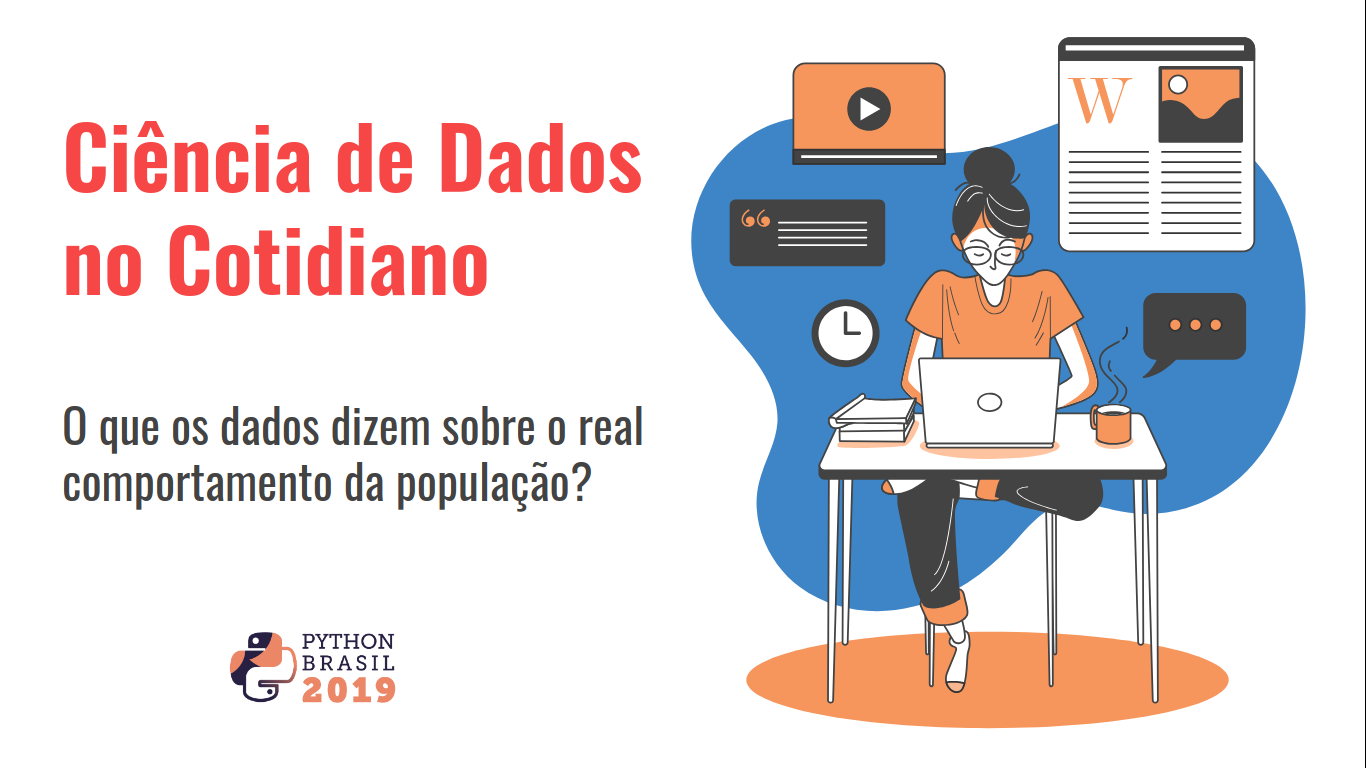 Ciência de Dados
no Cotidiano
O que os dados dizem sobre o real
comportamento da população?
PYTHON
BRASIL
2019
W
“